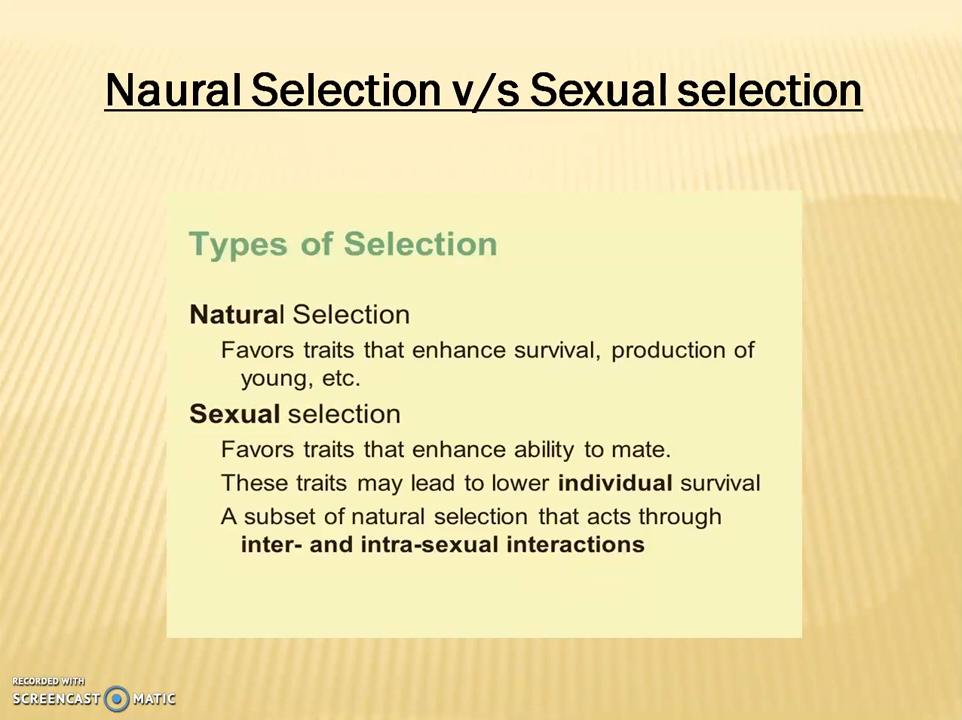 Naural Selection v/s Sexual selection
Types of Selection
Natural Selection
Favors traits that enhance survival, production of
young, etc.
Sexual selection
Favors traits that enhance ability to mate.
These traits may lead to lower individual survival
A subset of natural selection that acts through
inter- and intra-sexual interactions
RECORDED WITH
SCREENCAST MATIC